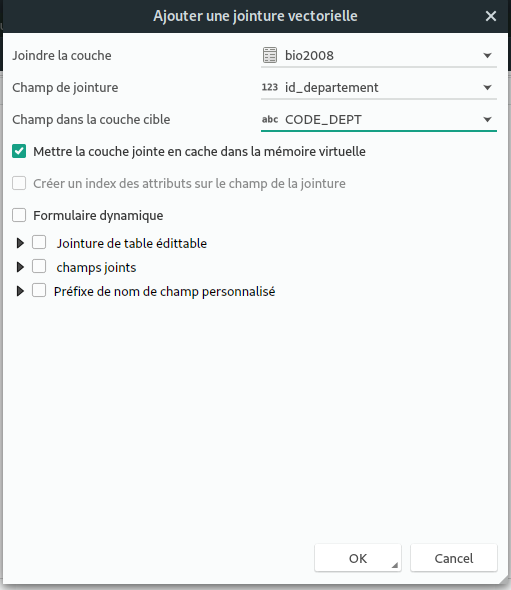 Ajouter une jointure vectorielle
Joindre la couche bio2008
Champ de jointure 123 id_departement
Champ dans la couche cible abc CODE_DEPT
Mettre la couche jointe en cache dans la mémoire virtuelle
Créer un index des attributs sur le champ de la jointure
Formulaire dynamique
Jointure de table édittable
champs joints
Préfixe de nom de champ personnalisé
OK Cancel